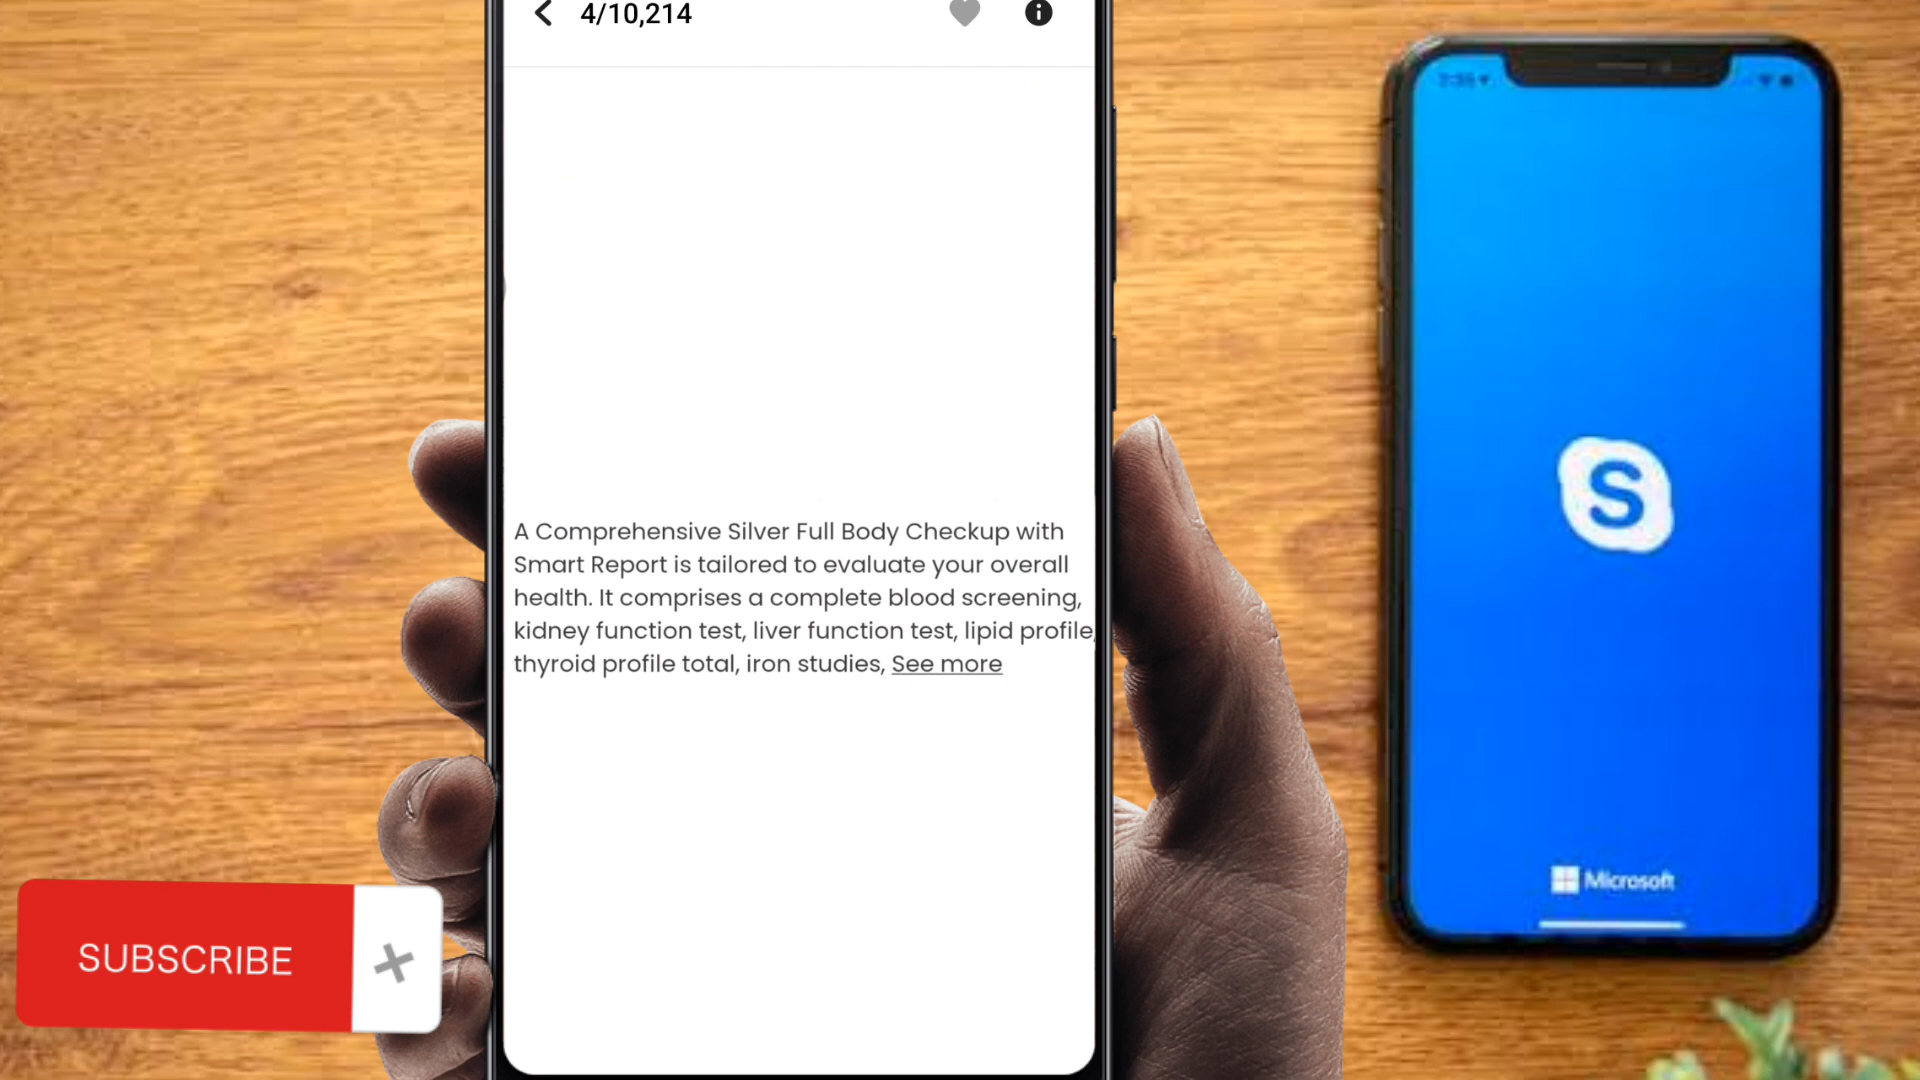 4/10,214
A Comprehensive Silver Full Body Checkup with
Smart Report is tailored to evaluate your overall
health. It comprises a complete blood screening,
kidney function test, liver function test, lipid profile,
thyroid profile total, iron studies, See more
S
Microsoft
SUBSCRIBE